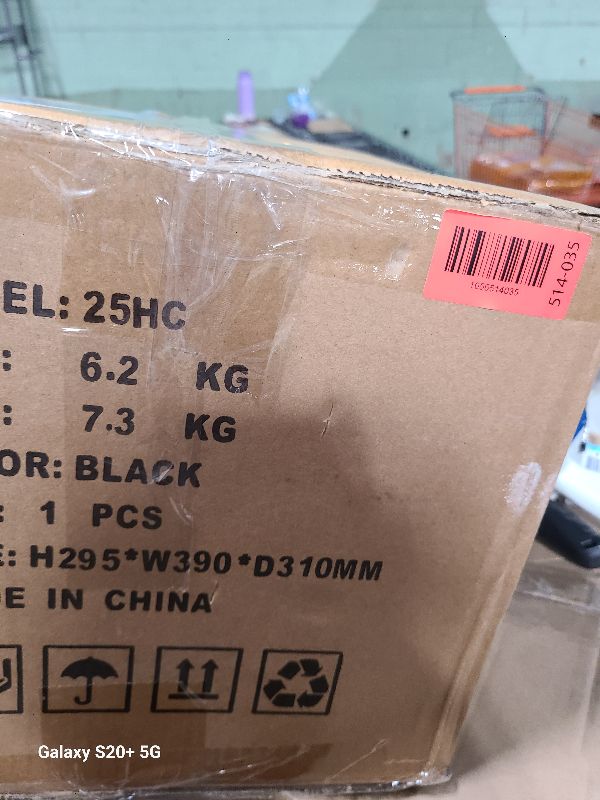 EL: 25HC
: 6.2 KG
: 7.3 KG
OR: BLACK
: 1 PCS
E: H295*W390*D310MM
DE IN CHINA
514-035
Galaxy S20+ 5G